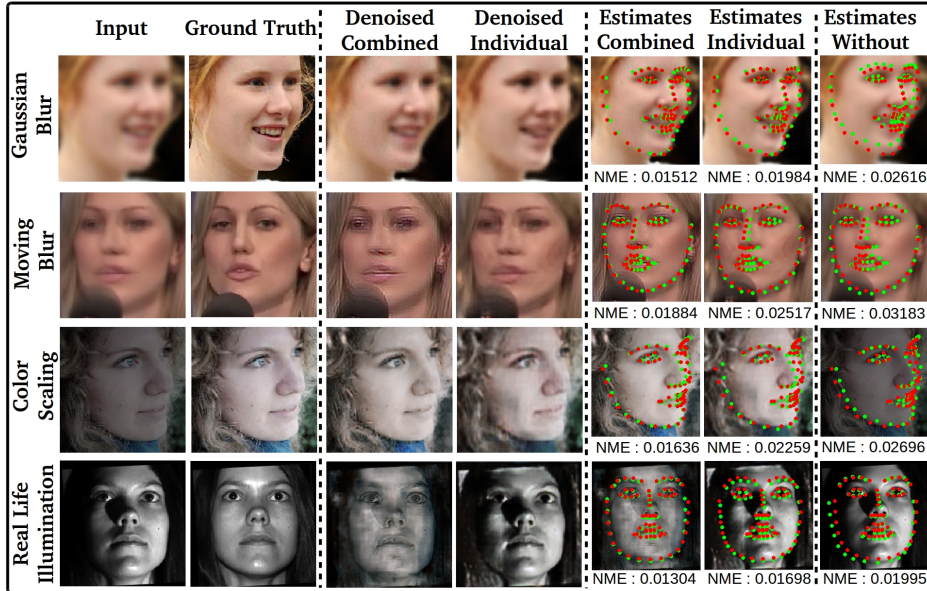 Input
Ground Truth
Denoised
Combined
Denoised
Individual
Estimates
Combined
Estimates
Individual
Estimates
Without
Gaussian
Blur
NME : 0.01512
NME : 0.01984
NME : 0.02616
Moving
Blur
NME : 0.01884
NME : 0.02517
NME : 0.03183
Color
Scaling
NME : 0.01636
NME : 0.02259
NME : 0.02696
Real Life
Illumination
NME : 0.01304
NME : 0.01698
NME : 0.01995